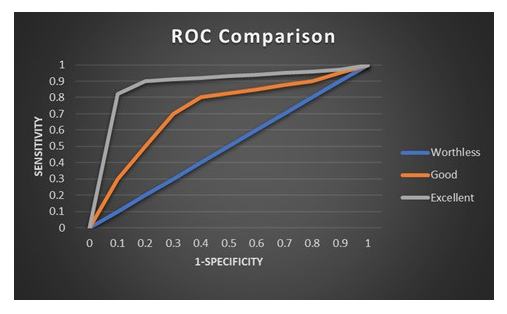 ROC Comparison
SENSITIVITY
1
0.9
0.8
0.7
0.6
0.5
0.4
0.3
0.2
0.1
0
0 0.1 0.2 0.3 0.4 0.5 0.6 0.7 0.8 0.9 1
1-SPECIFICITY
Worthless
Good
Excellent